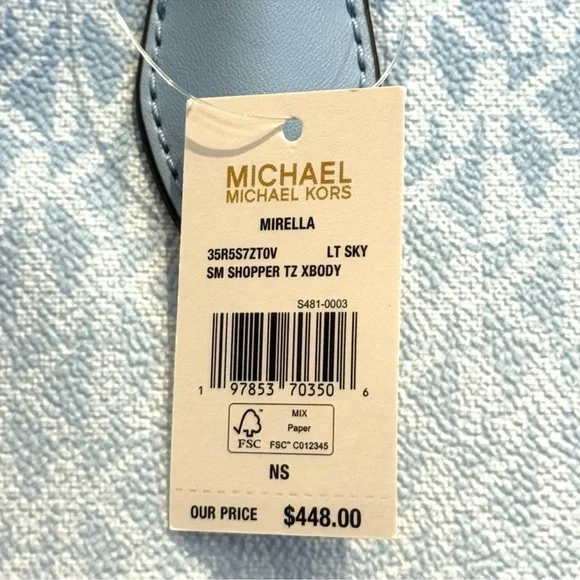 MICHAEL
MICHAEL KORS
MIRELLA
35R5S7ZT0V LT SKY
SM SHOPPER TZ XBODY
S481-0003
1 97853 70350 6
FSC
MIX
Paper
FSC™ C012345
NS
OUR PRICE $448.00